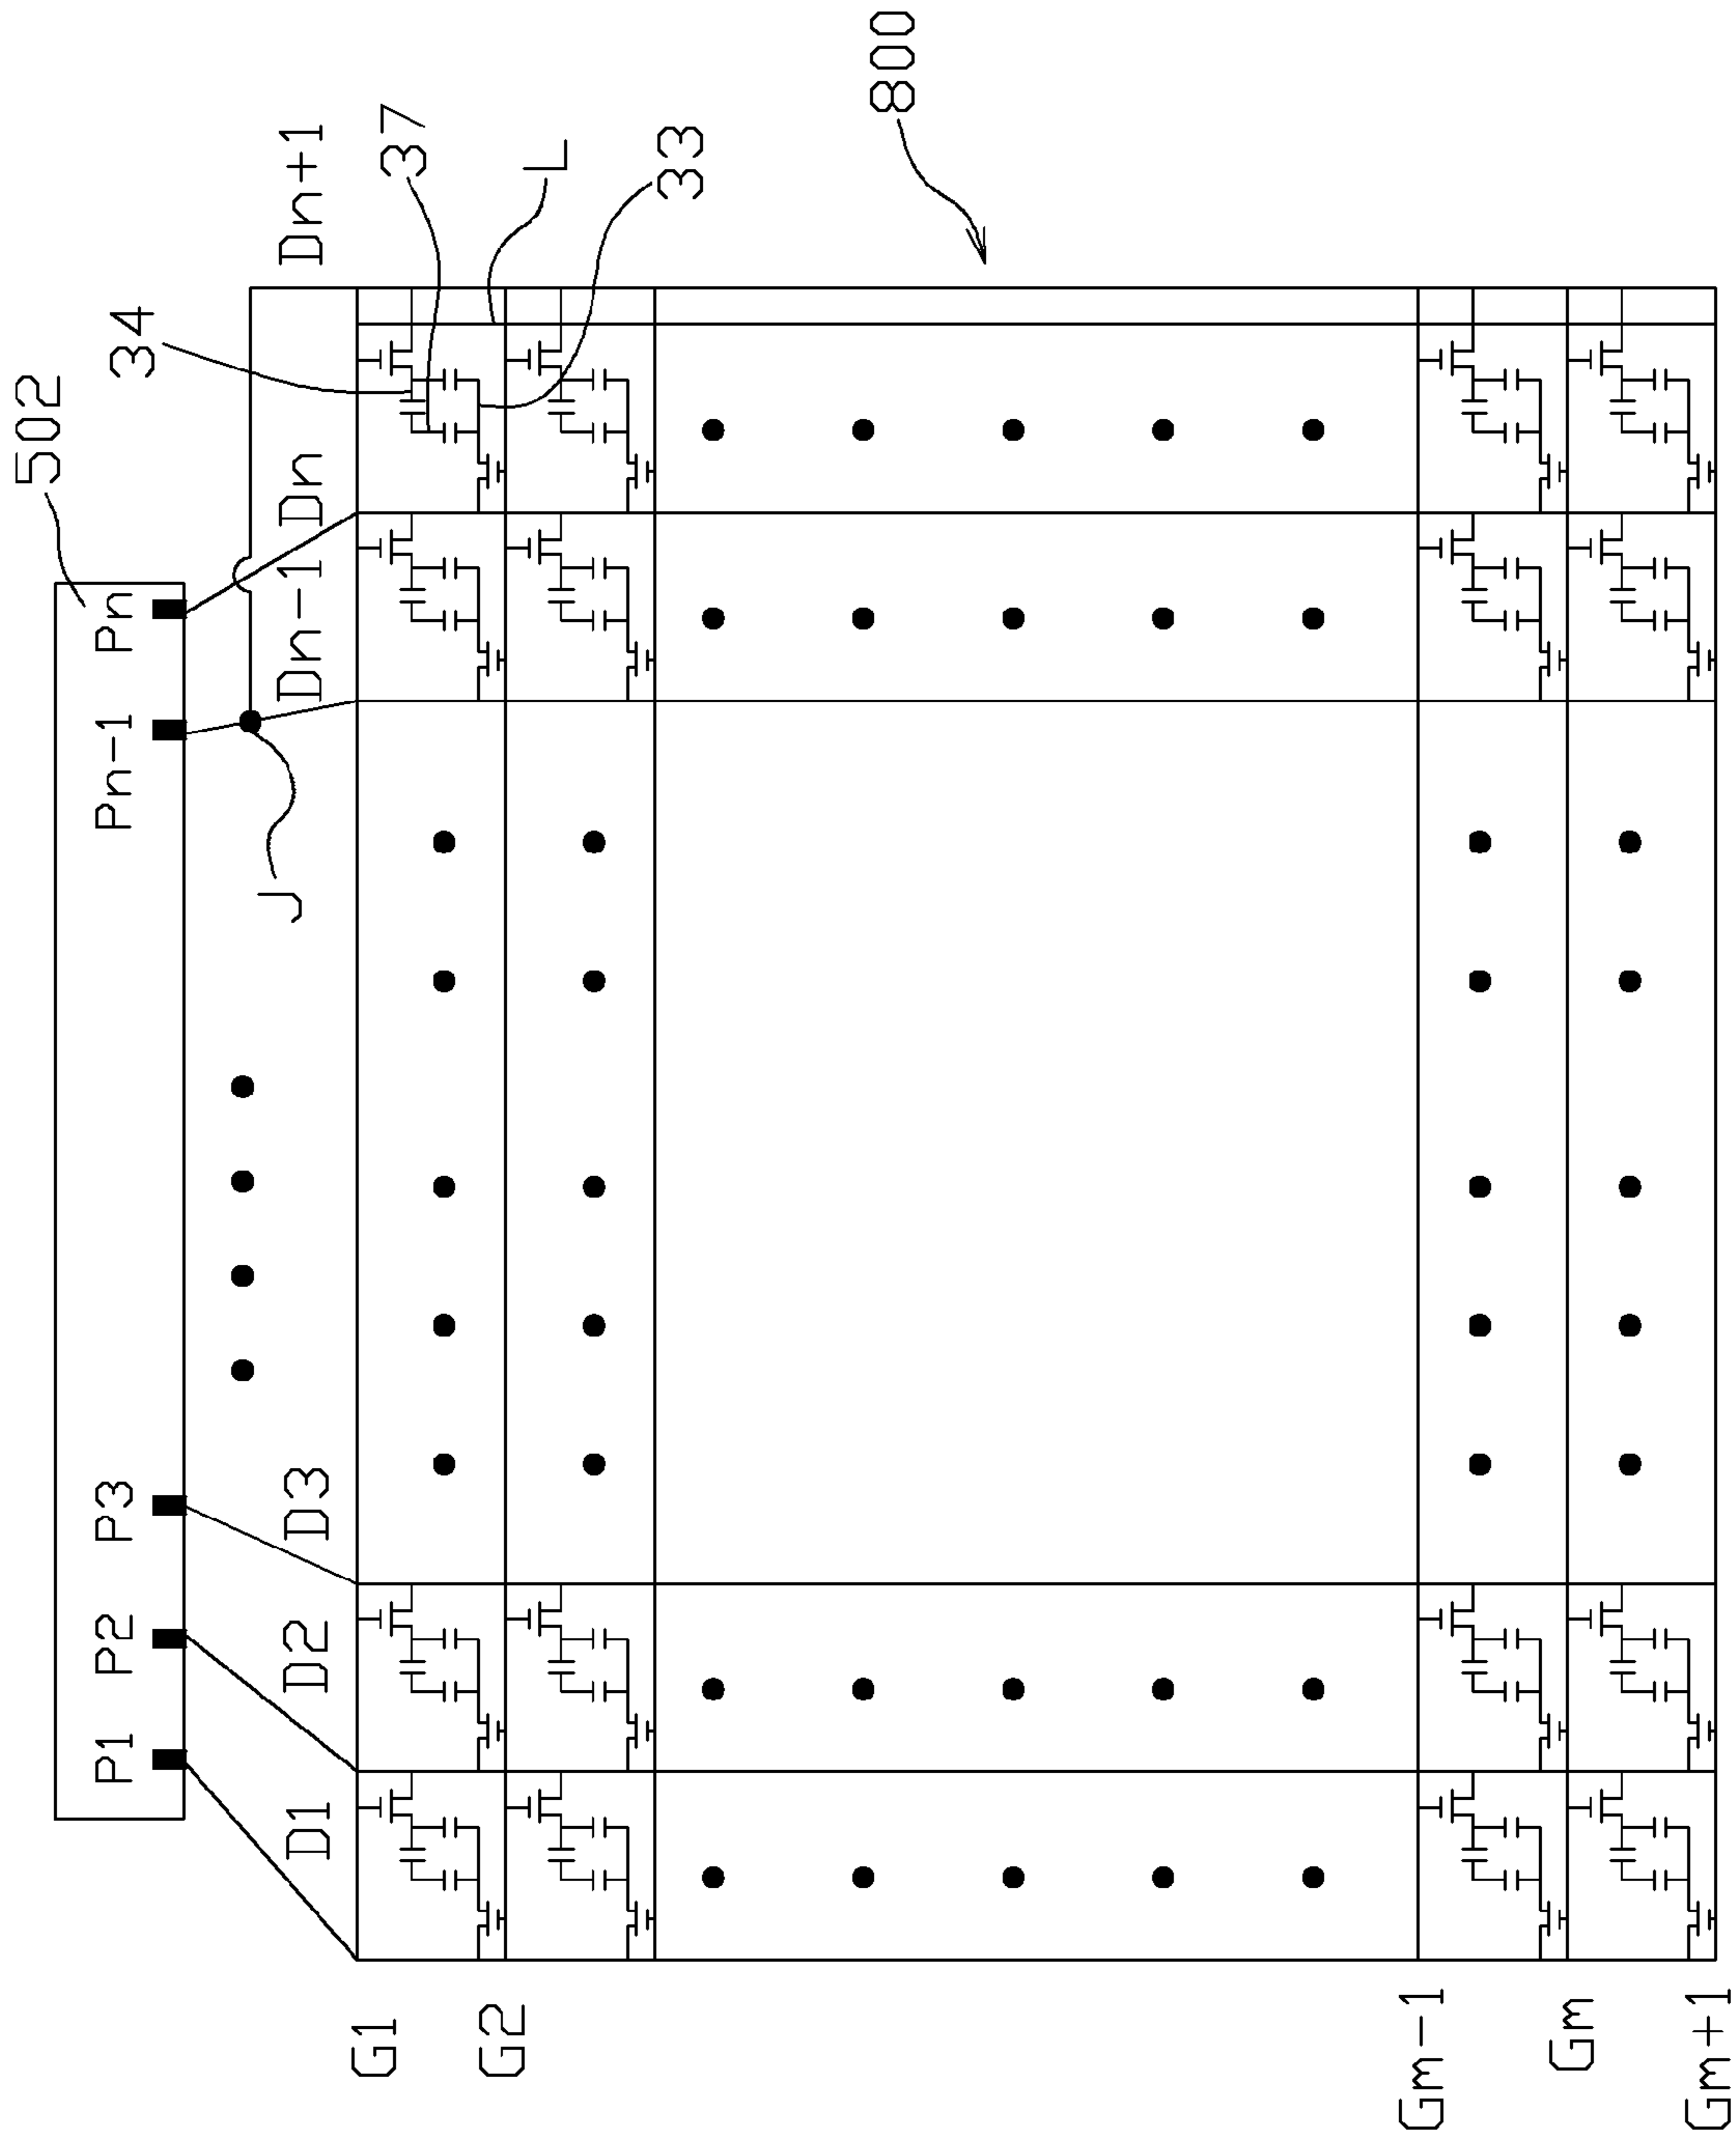 502
P1 P2 P3 Pn-1 Pn
34
D1 D2 D3 Dn-1 Dn Dn+1
J
37
L
33
G1
G2
800
Gm-1
Gm
Gm+1